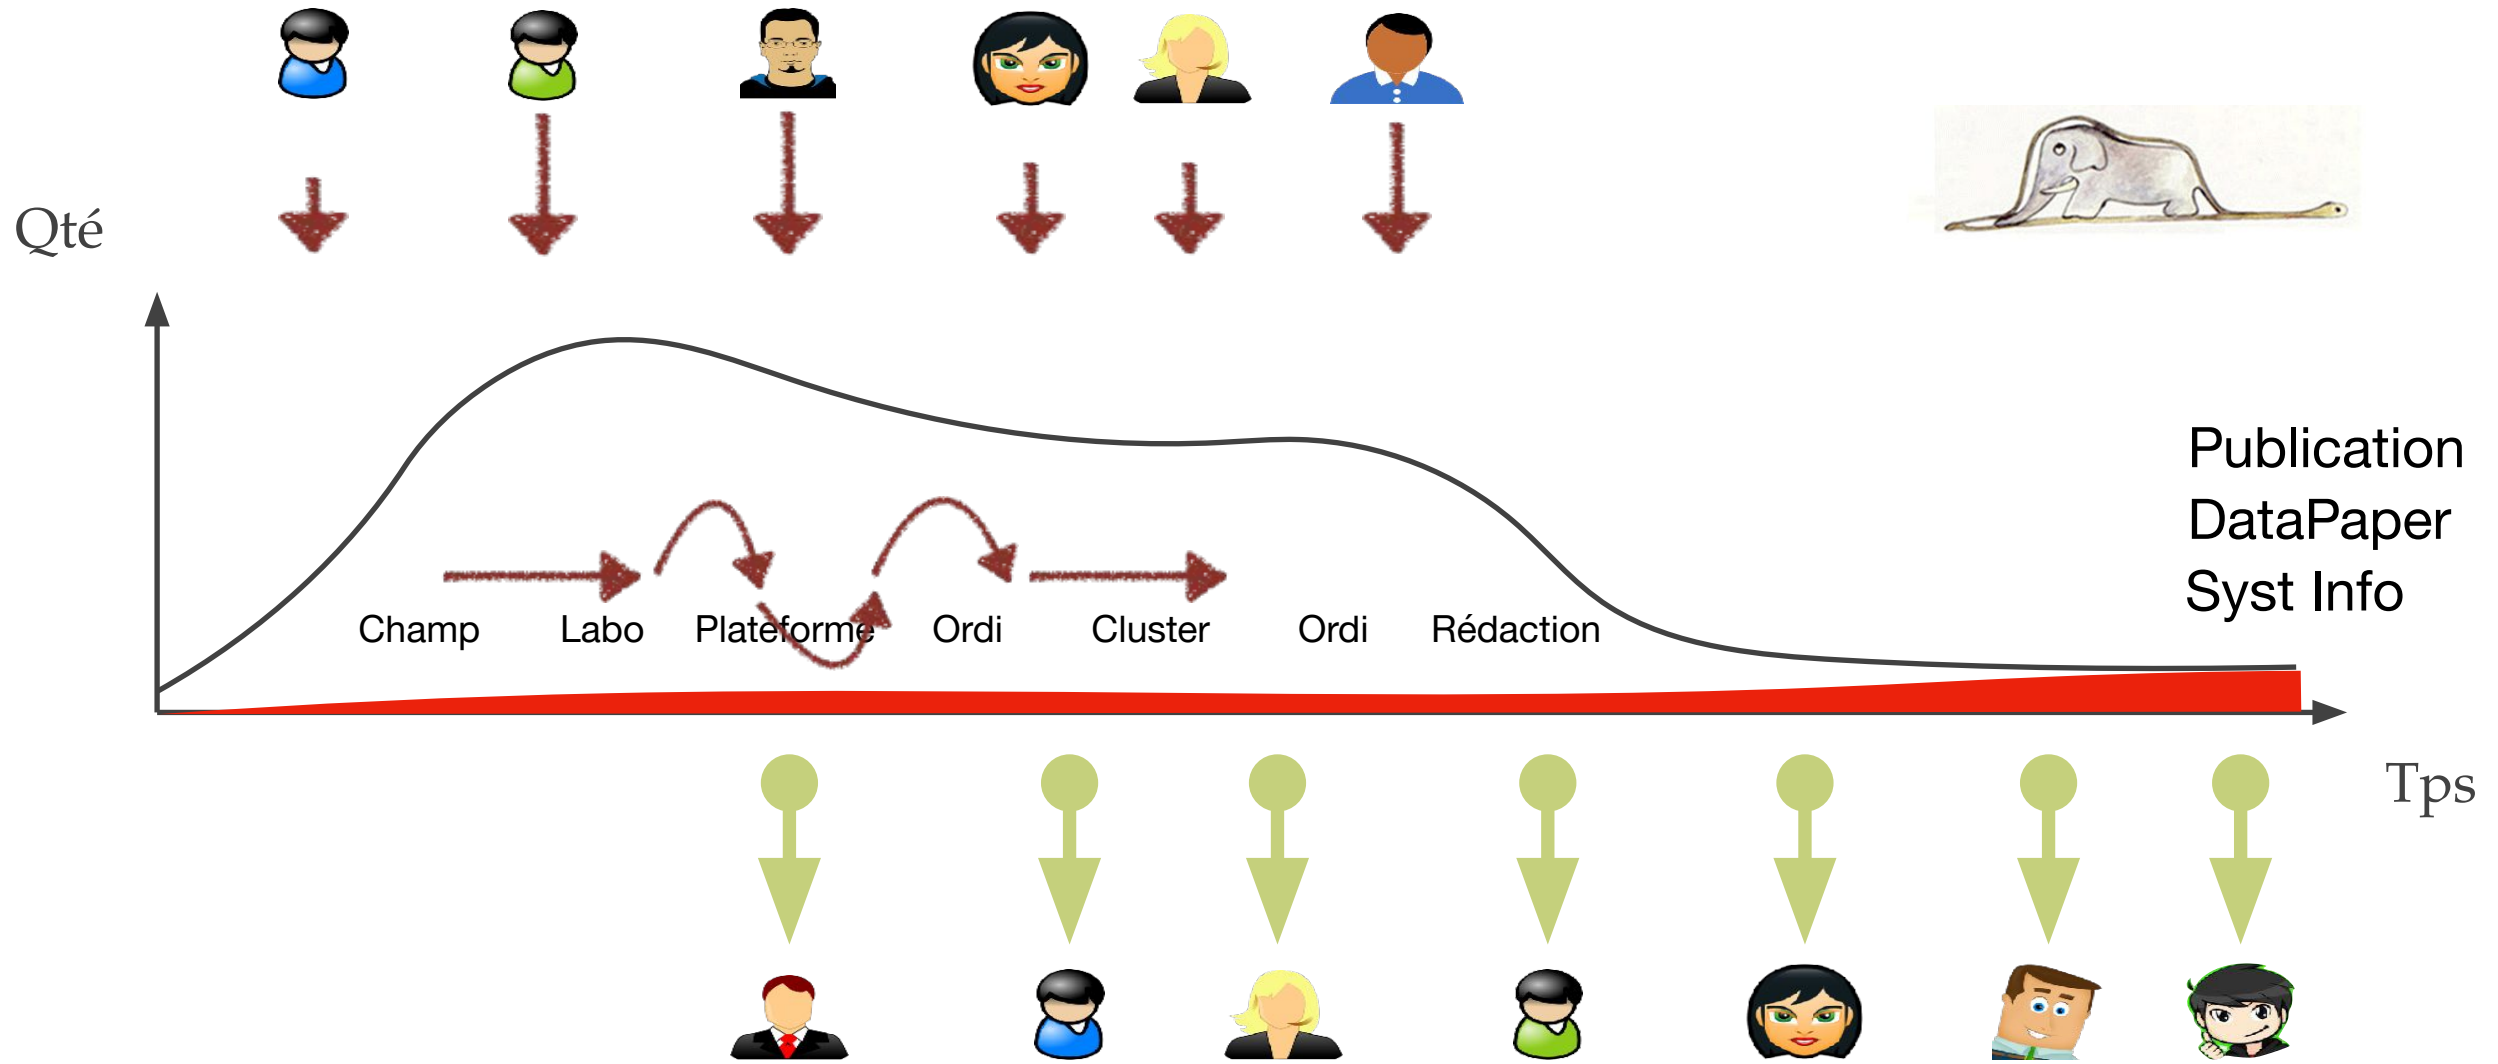 Qté
Publication
DataPaper
Syst Info
Champ Labo Plateforme Ordi Cluster Ordi Rédaction
Tps